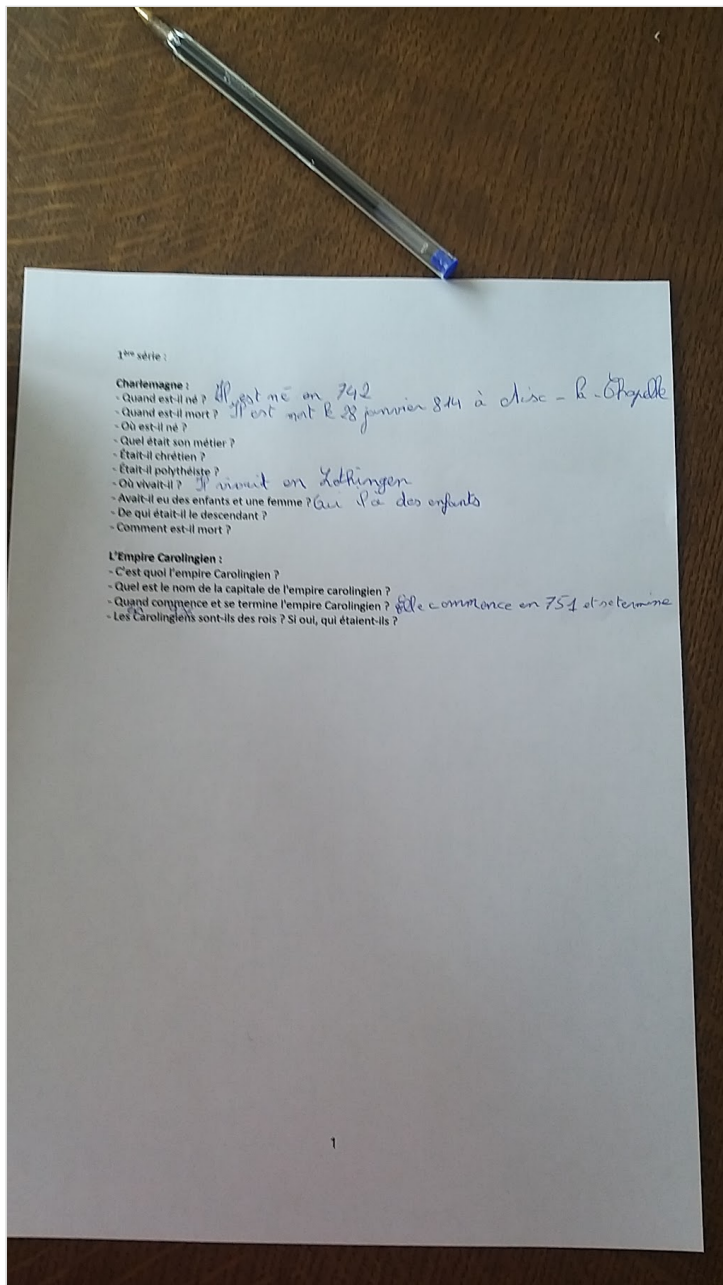 1ère série :
Charlemagne :
- Quand est-il né ? Il est né en 742
- Quand est-il mort ? Il est mort le 28 janvier 814 à Aisc - la - Chapelle
- Où est-il né ?
- Quel était son métier ?
- Était-il chrétien ?
- Était-il polythéiste ?
- Où vivait-il ? Il vivait en Lothingen
- Avait-il eu des enfants et une femme ? Oui il a des enfants
- De qui était-il le descendant ?
- Comment est-il mort ?
L'Empire Carolingien :
- C'est quoi l'empire Carolingien ?
- Quel est le nom de la capitale de l'empire carolingien ?
- Quand commence et se termine l'empire Carolingien ? Elle commence en 751 et se termine
- Les Carolingiens sont-ils des rois ? Si oui, qui étaient-ils ?
1